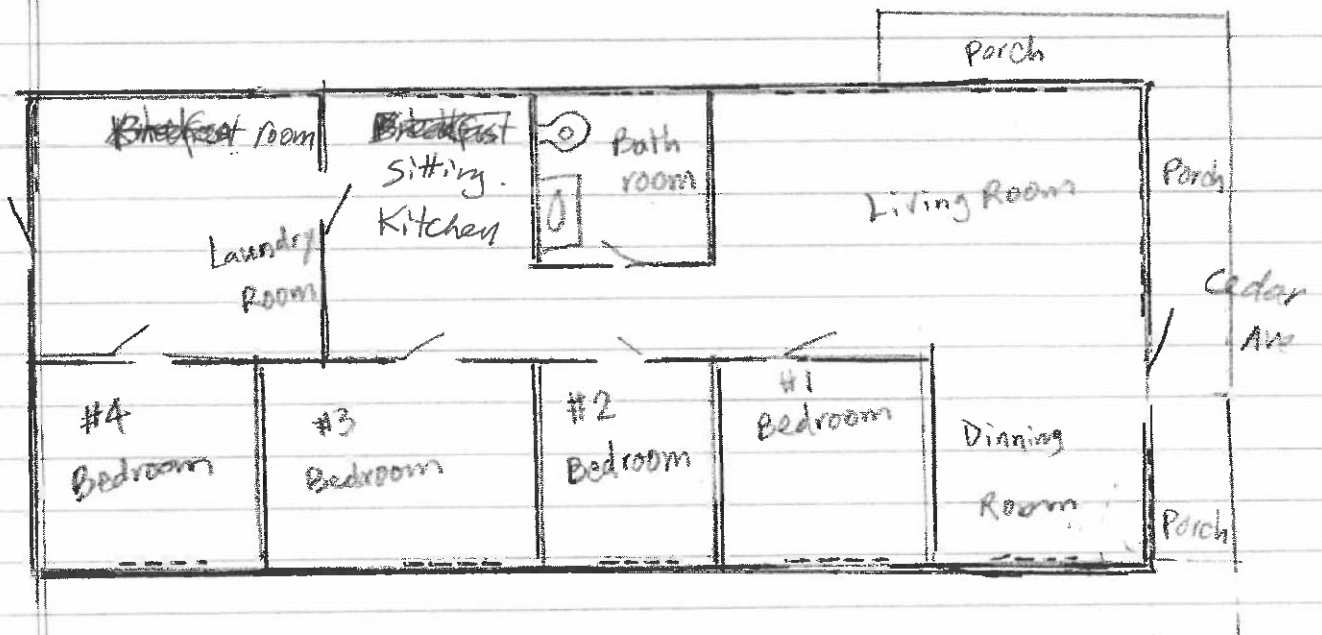 Porch
room
Breakfast
Sitting
Kitchen
Bath
room
Living Room
Porch
Laundry
Room
Cedar
Ave
#4
Bedroom
#3
Bedroom
#2
Bedroom
#1
Bedroom
Dinning
Room
Porch